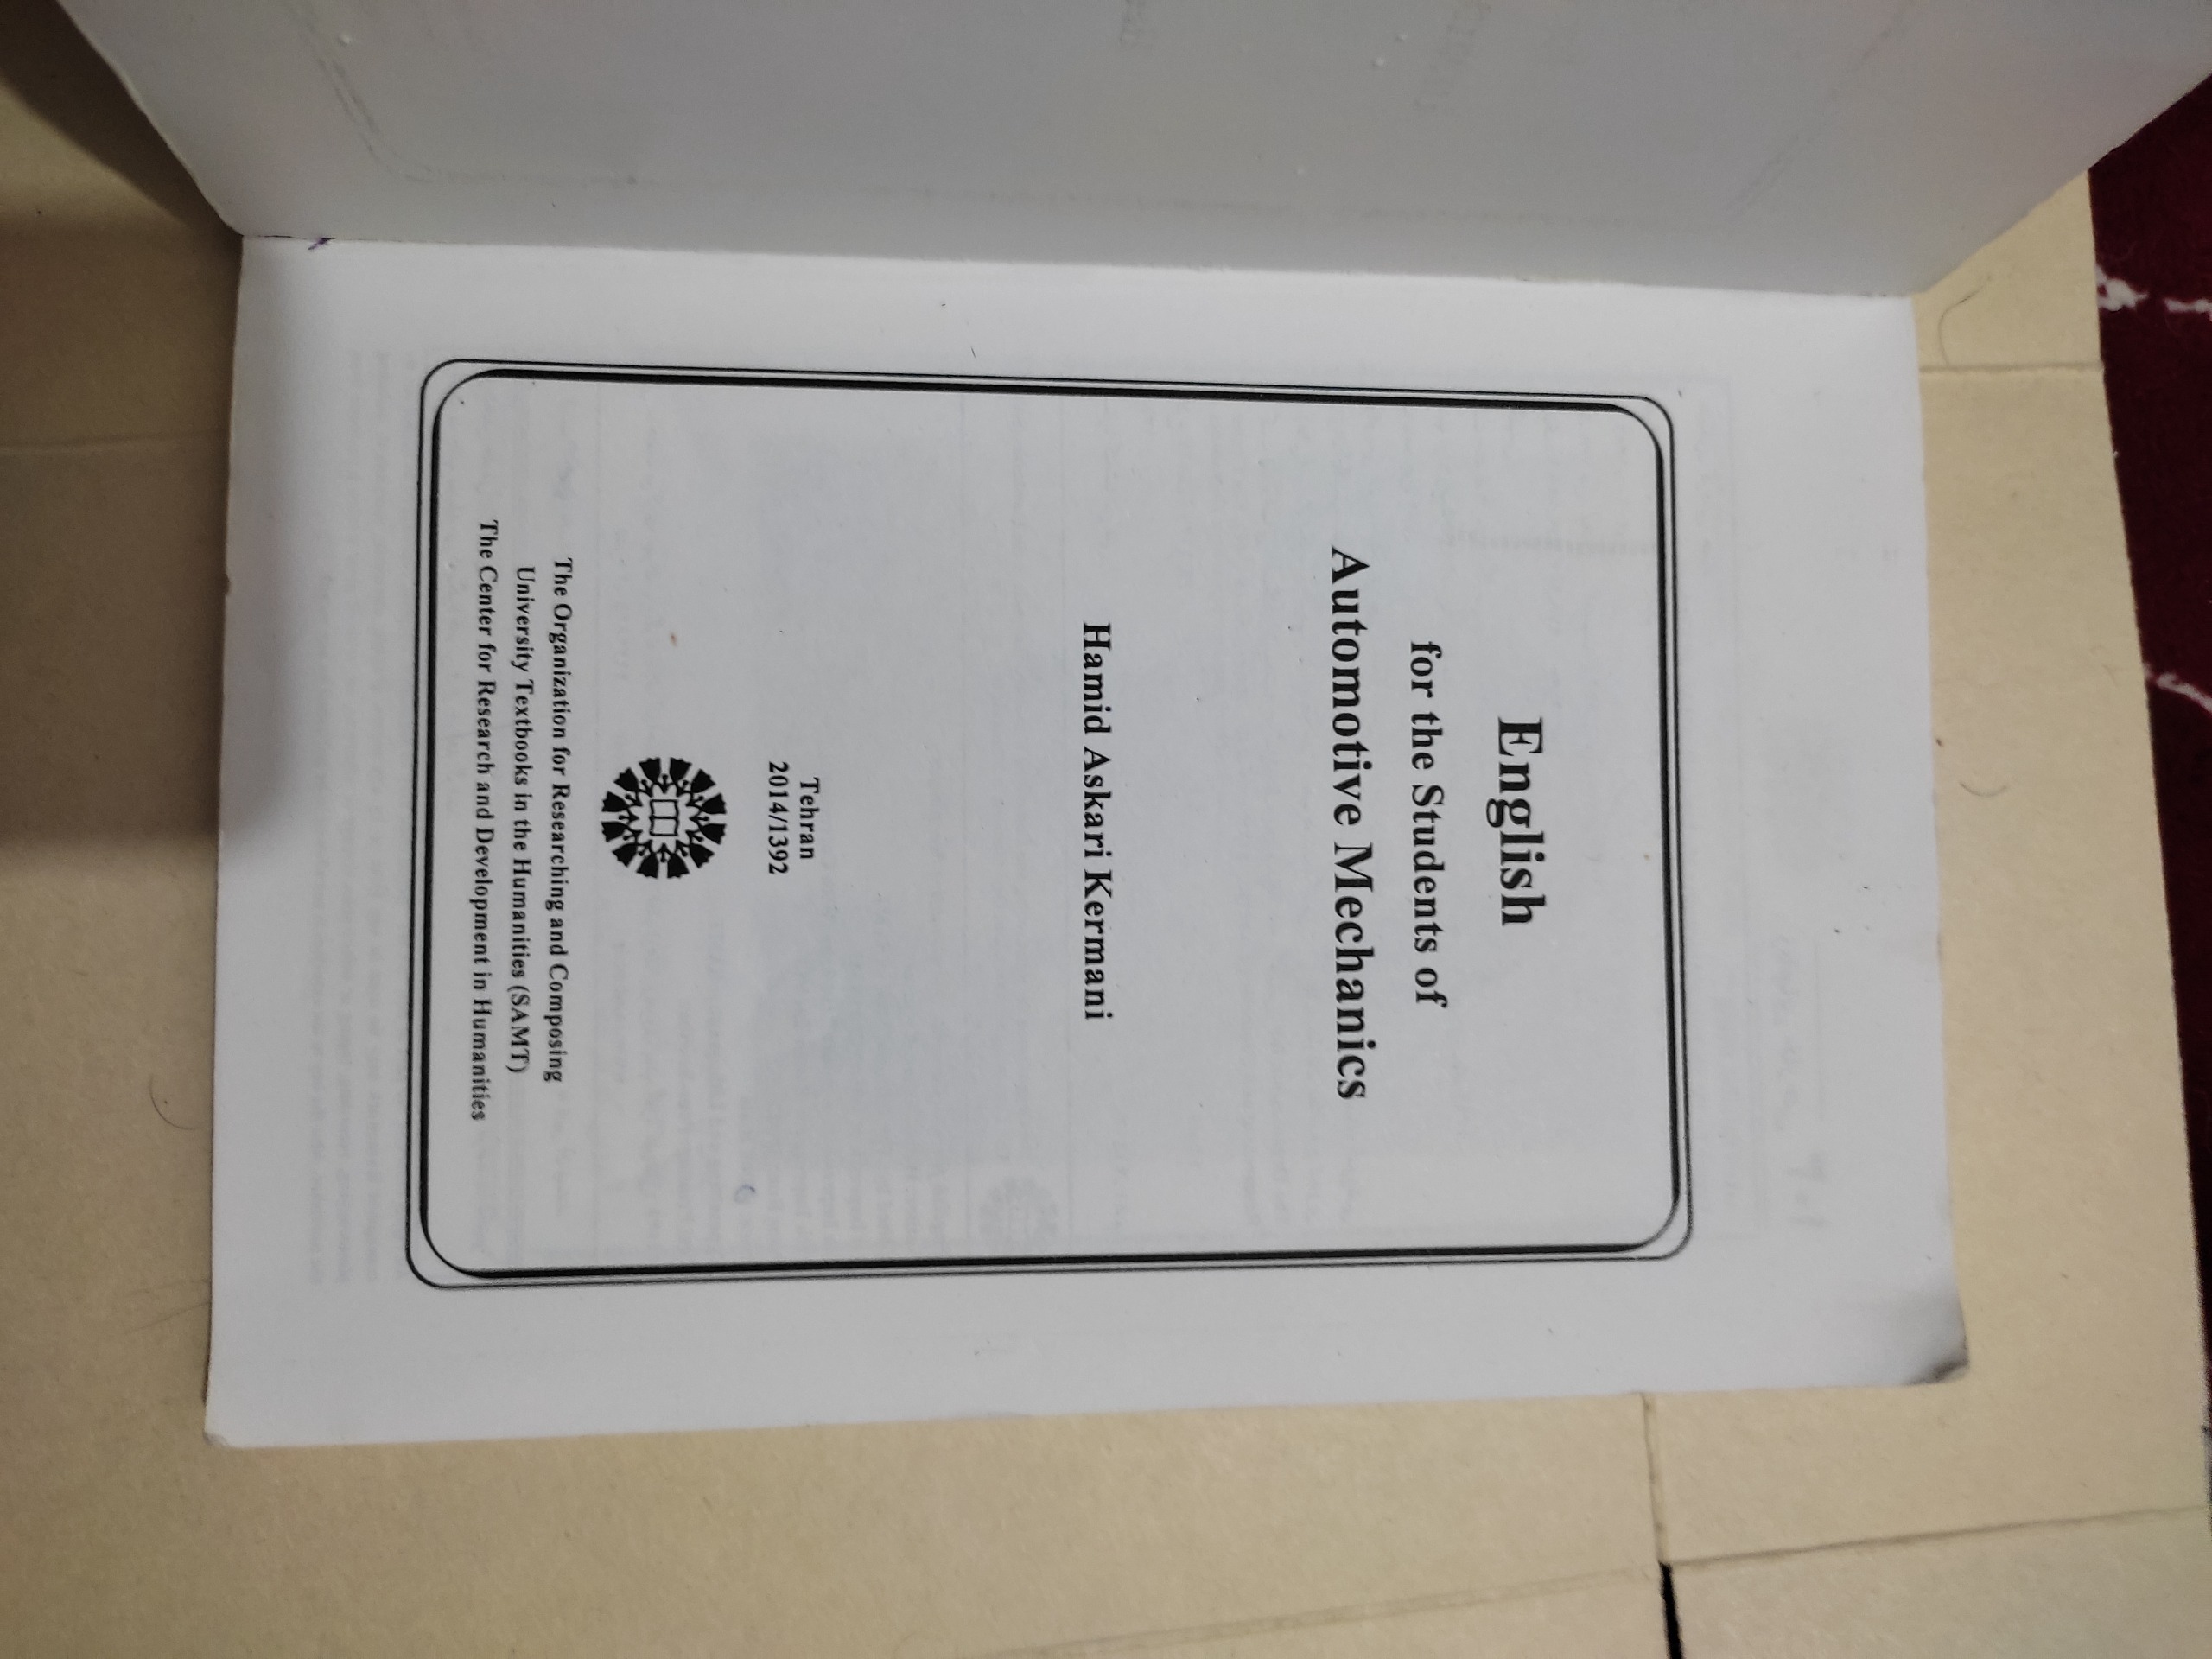 English
for the Students of
Automotive Mechanics
Hamid Askari Kermani
Tehran
2014/1392
The Organization for Researching and Composing
University Textbooks in the Humanities (SAMT)
The Center for Research and Development in Humanities